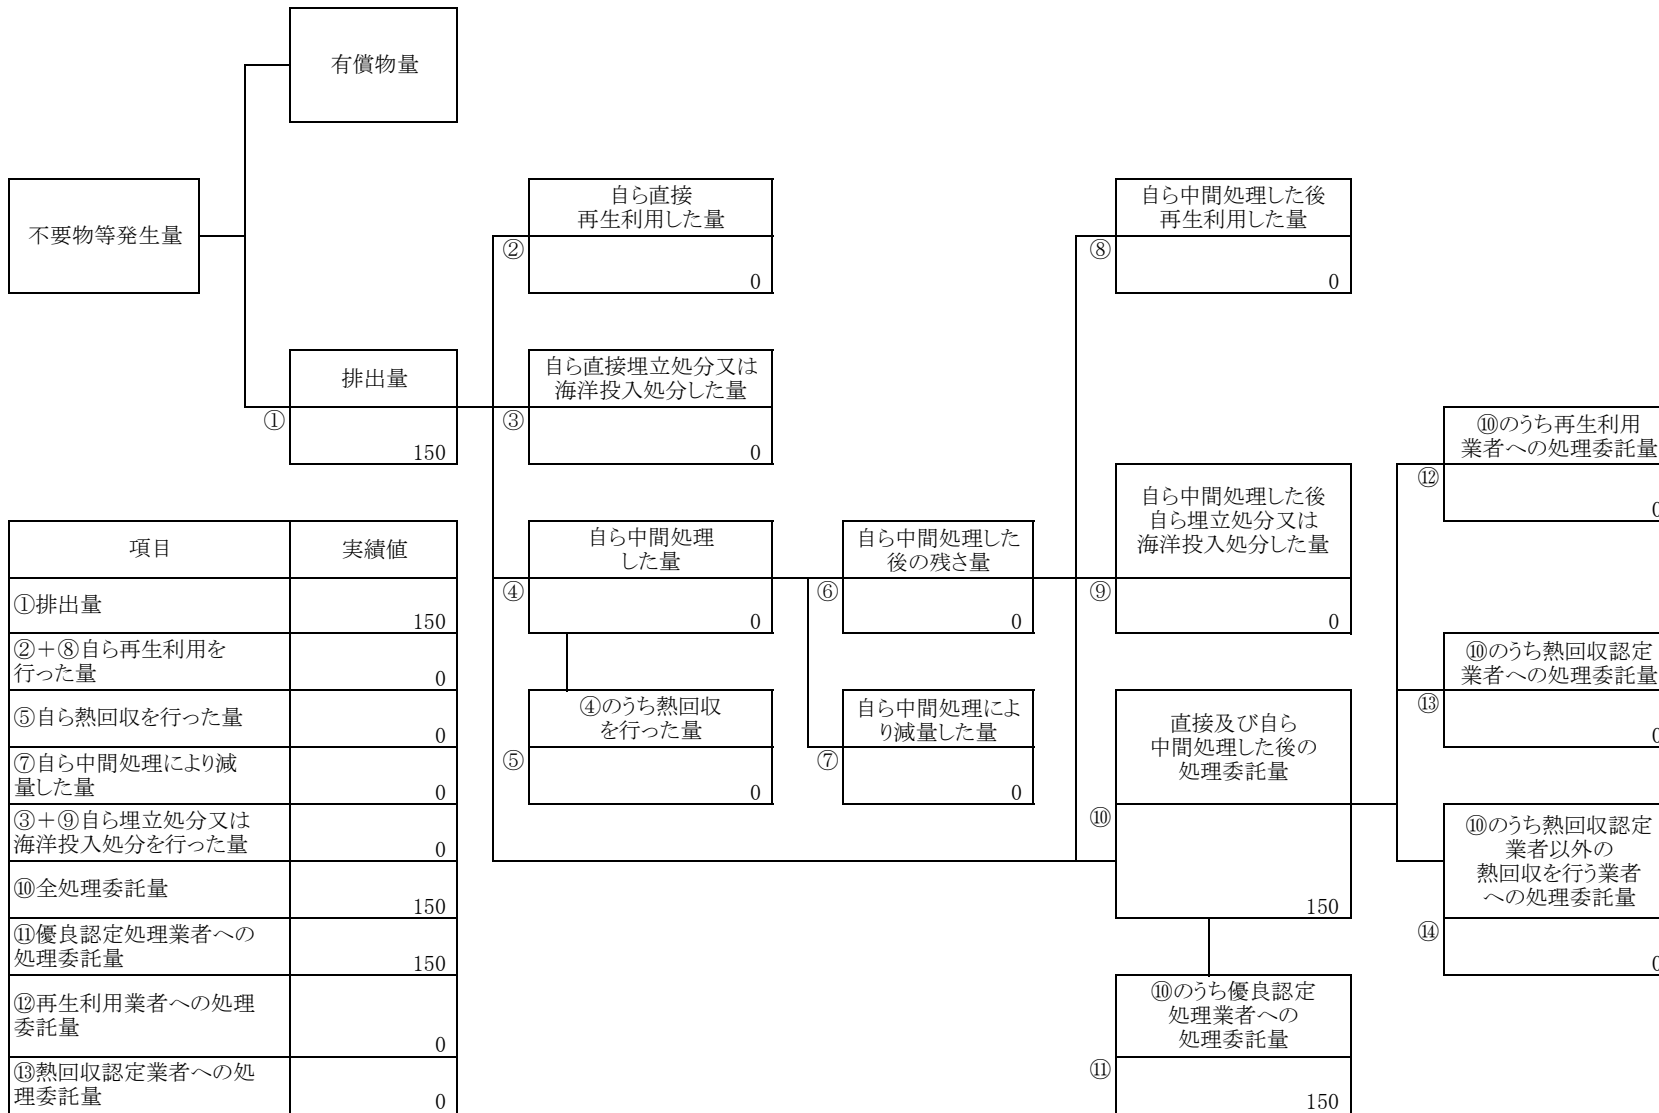 有償物量
不要物等発生量
自ら直接
再生利用した量
②
0
自ら中間処理した後
再生利用した量
⑧
0
排出量
①
150
自ら直接埋立処分又は
海洋投入処分した量
③
0
⑩のうち再生利用
業者への処理委託量
⑫
0
自ら中間処理した後
自ら埋立処分又は
海洋投入処分した量
⑨
0
自ら中間処理
した量
④
0
自ら中間処理した
後の残さ量
⑥
0
⑩のうち熱回収認定
業者への処理委託量
⑬
0
④のうち熱回収
を行った量
⑤
0
自ら中間処理によ
り減量した量
⑦
0
直接及び自ら
中間処理した後の
処理委託量
⑩
150
⑩のうち熱回収認定
業者以外の
熱回収を行う業者
への処理委託量
⑭
0
⑩のうち優良認定
処理業者への
処理委託量
⑪
150
項目 実績値
①排出量
150
②＋⑧自ら再生利用を
行った量
0
⑤自ら熱回収を行った量
0
⑦自ら中間処理により減
量した量
0
③＋⑨自ら埋立処分又は
海洋投入処分を行った量
0
⑩全処理委託量
150
⑪優良認定処理業者への
処理委託量
150
⑫再生利用業者への処理
委託量
0
⑬熱回収認定業者への処
理委託量
0